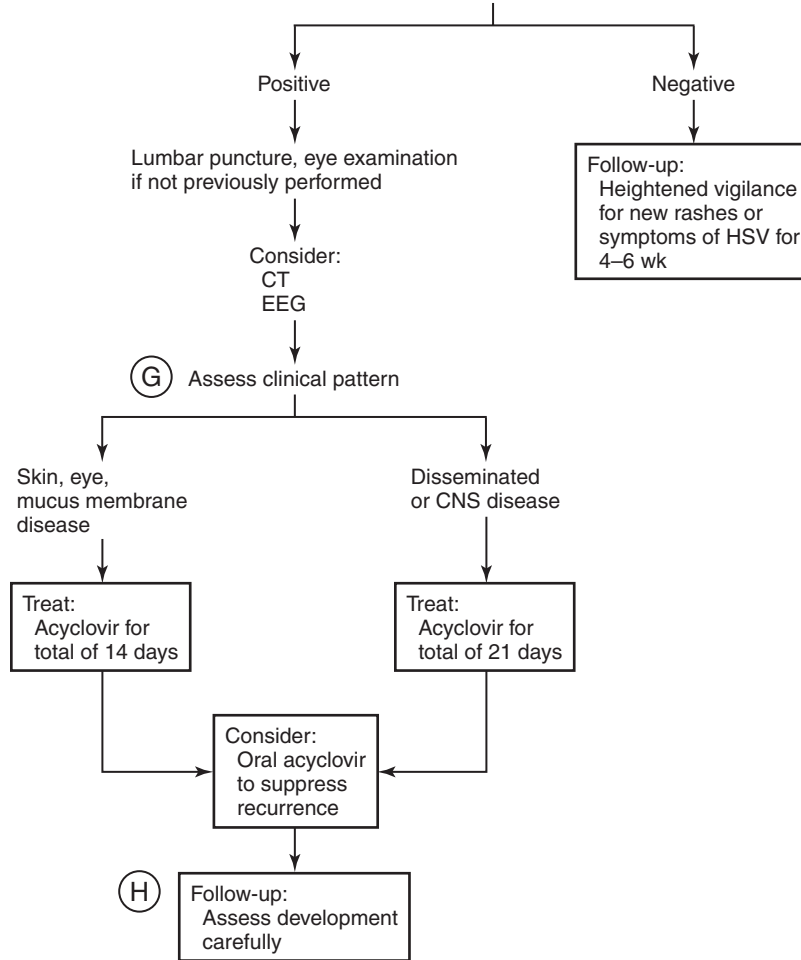 Positive
Negative
Lumbar puncture, eye examination
if not previously performed
Follow-up:
Heightened vigilance
for new rashes or
symptoms of HSV for
4–6 wk
Consider:
CT
EEG
G
Assess clinical pattern
Skin, eye,
mucus membrane
disease
Disseminated
or CNS disease
Treat:
Acyclovir for
total of 14 days
Treat:
Acyclovir for
total of 21 days
Consider:
Oral acyclovir
to suppress
recurrence
H
Follow-up:
Assess development
carefully